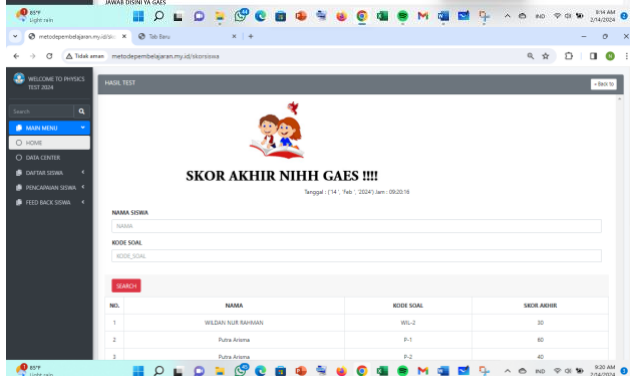 JAWAB DISINI YA GAES
85°F
Light rain
IND
9:14 AM
2/14/2024
metodepembelajaran.my.id/sko
Tab Baru
Tidak aman
metodepembelajaran.my.id/skorsiswa
WELCOME TO PHYSICS
TEST 2024
Search
MAIN MENU
HOME
DATA CENTER
DAFTAR SISWA
PENCAPAIAN SISWA
FEED BACK SISWA
HASIL TEST
SKOR AKHIR NIHH GAES !!!!
Tanggal : ('14 ', 'Feb ', '2024') Jam : 09:20:16
NAMA SISWA
NAMA
KODE SOAL
KODE_SOAL
SEARCH
NO. NAMA KODE SOAL SKOR AKHIR
1 WILDAN NUR RAHMAN WIL-2 30
2 Putra Arisma P-1 80
3 Putra Arisma P-2 40
85°F
Light rain
IND
9:20 AM
2/14/2024